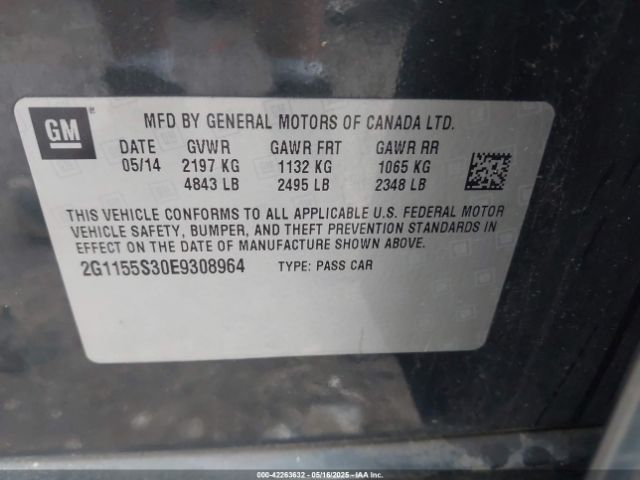 GM ®
MFD BY GENERAL MOTORS OF CANADA LTD.
DATE GVWR GAWR FRT GAWR RR
05/14 2197 KG 1132 KG 1065 KG
4843 LB 2495 LB 2348 LB
THIS VEHICLE CONFORMS TO ALL APPLICABLE U.S. FEDERAL MOTOR
VEHICLE SAFETY, BUMPER, AND THEFT PREVENTION STANDARDS IN
EFFECT ON THE DATE OF MANUFACTURE SHOWN ABOVE.
2G1155S30E9308964 TYPE: PASS CAR
000-42263632 - 05/16/2025 - IAA Inc.